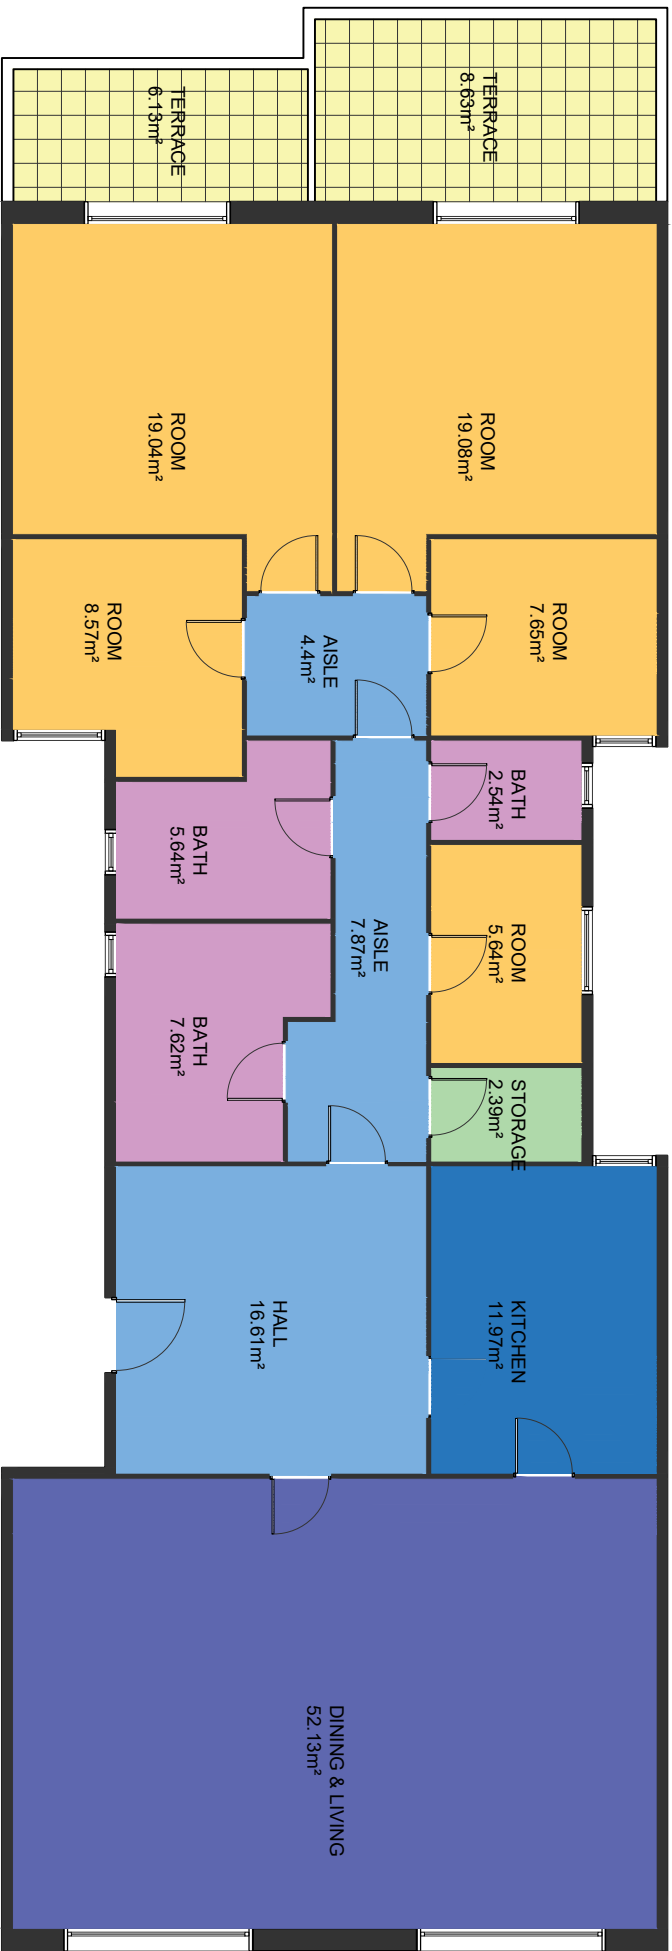 TERRACE
6.13m²
TERRACE
8.63m²
ROOM
19.04m²
ROOM
19.08m²
ROOM
8.57m²
AISLE
4.4m²
ROOM
7.65m²
BATH
5.64m²
BATH
2.54m²
AISLE
7.87m²
ROOM
5.64m²
BATH
7.62m²
STORAGE
2.39m²
HALL
16.61m²
KITCHEN
11.97m²
DINING & LIVING
52.13m²